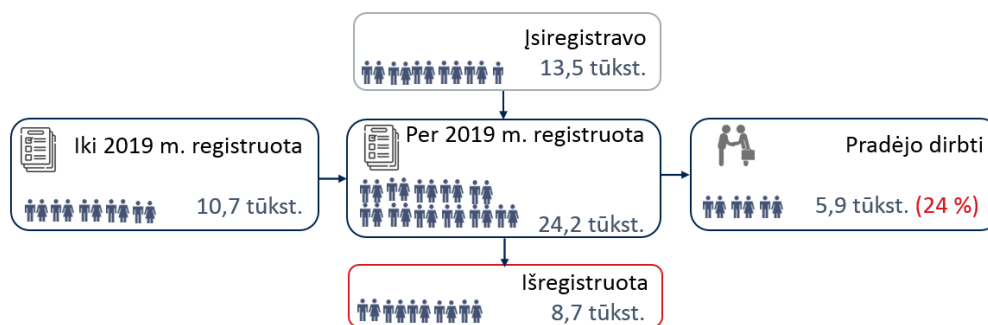 Įsiregistravo
13,5 tūkst.
Iki 2019 m. registruota
10,7 tūkst.
Per 2019 m. registruota
24,2 tūkst.
Pradėjo dirbti
5,9 tūkst. (24 %)
Išregistruota
8,7 tūkst.